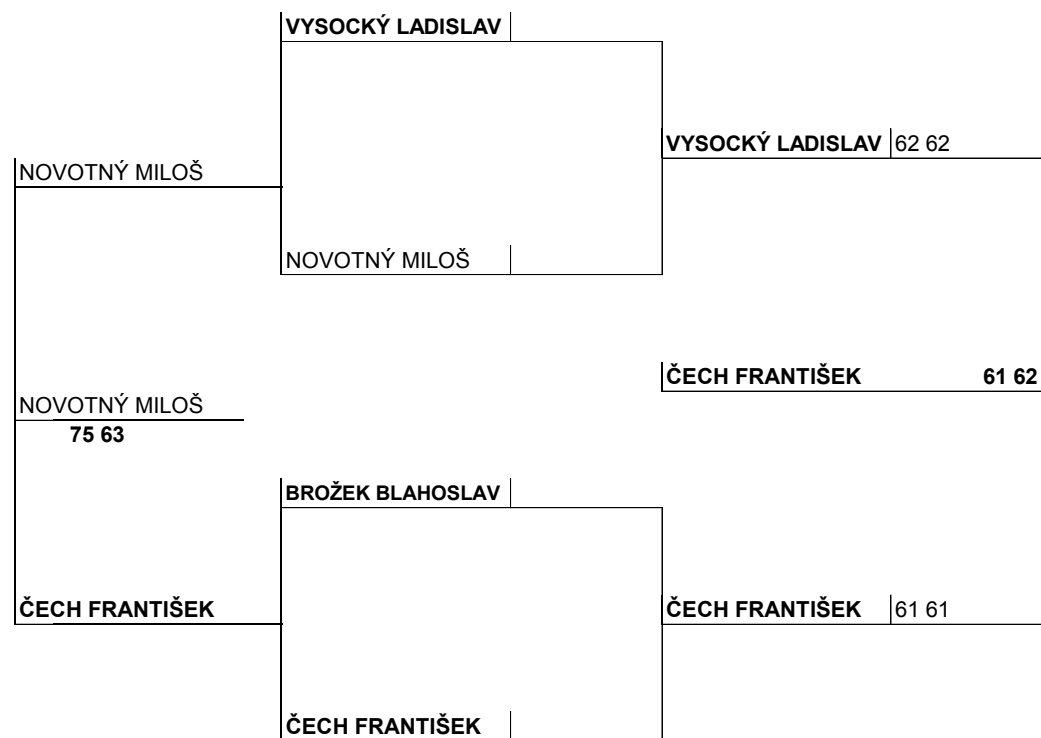 VYSOCKÝ LADISLAV
VYSOCKÝ LADISLAV 62 62
NOVOTNÝ MILOŠ
NOVOTNÝ MILOŠ
ČECH FRANTIŠEK 61 62
NOVOTNÝ MILOŠ
75 63
BROŽEK BLAHOSLAV
ČECH FRANTIŠEK
ČECH FRANTIŠEK 61 61
ČECH FRANTIŠEK